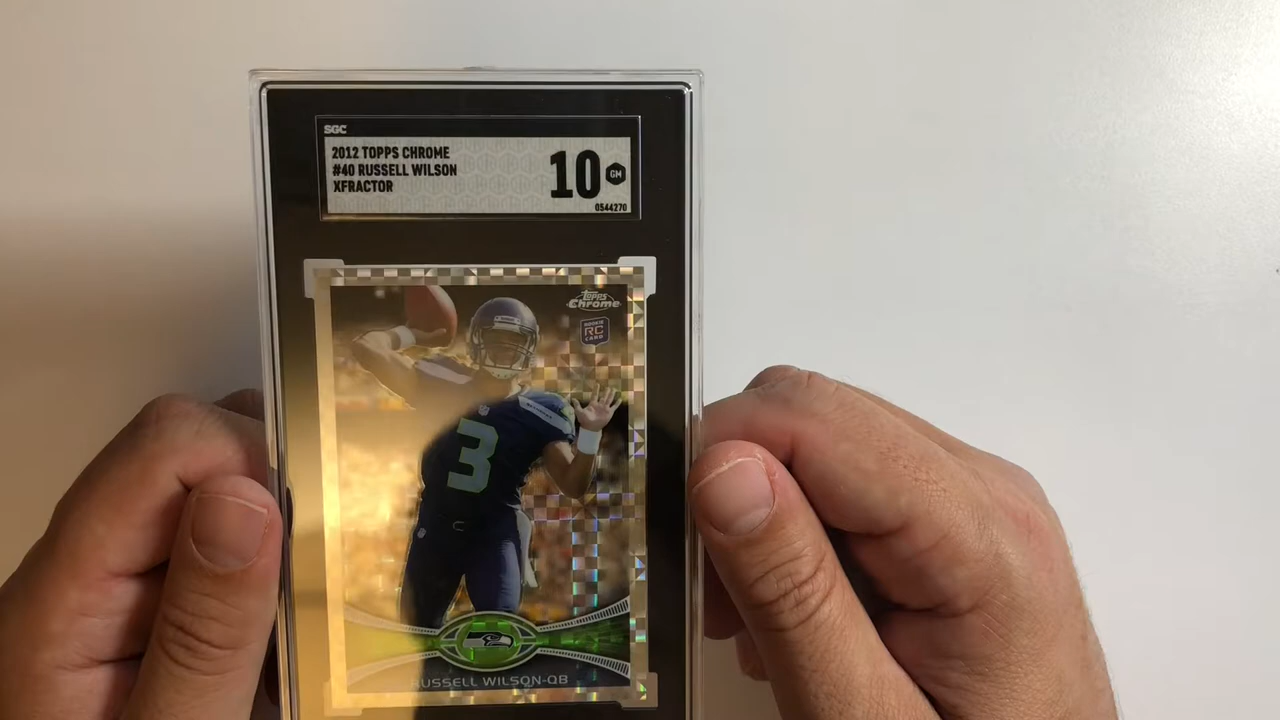 SGC
2012 TOPPS CHROME
#40 RUSSELL WILSON
XFRACTOR
10 GM
0544270
TOPPS
Chrome
ROOKIE
RC
CARD
3
RUSSELL WILSON-QB